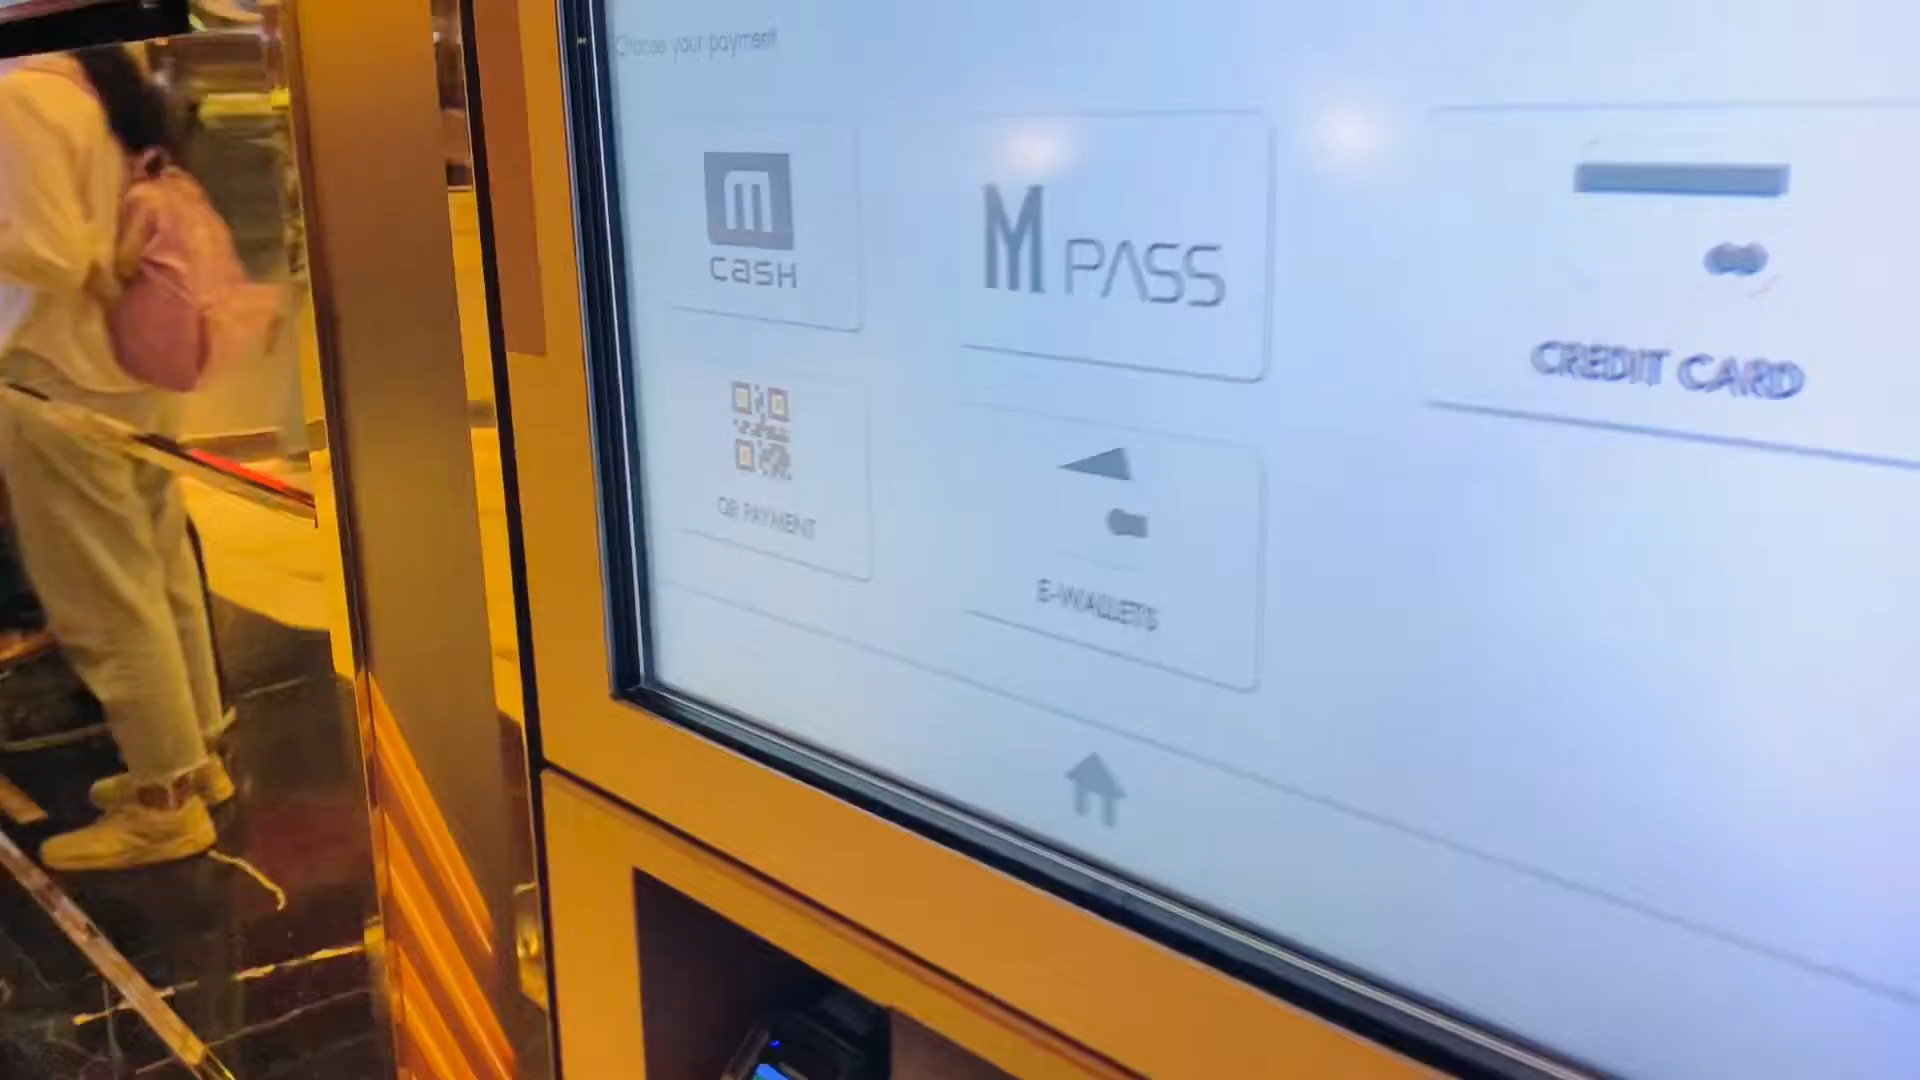 Choose your payment
m
CASH
M PASS
CREDIT CARD
QR PAYMENT
E-WALLETS